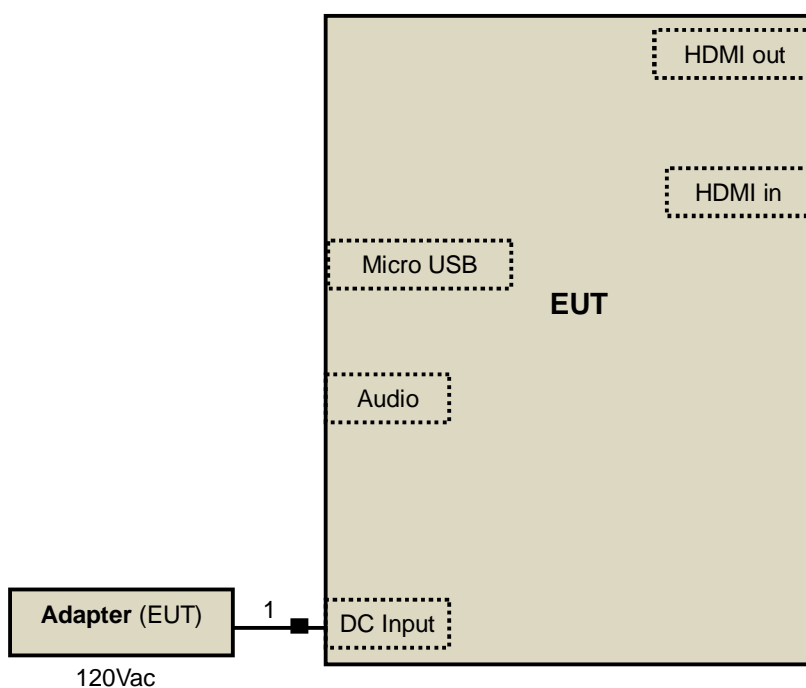 HDMI out
HDMI in
Micro USB
EUT
Audio
Adapter (EUT)
1
DC Input
120Vac